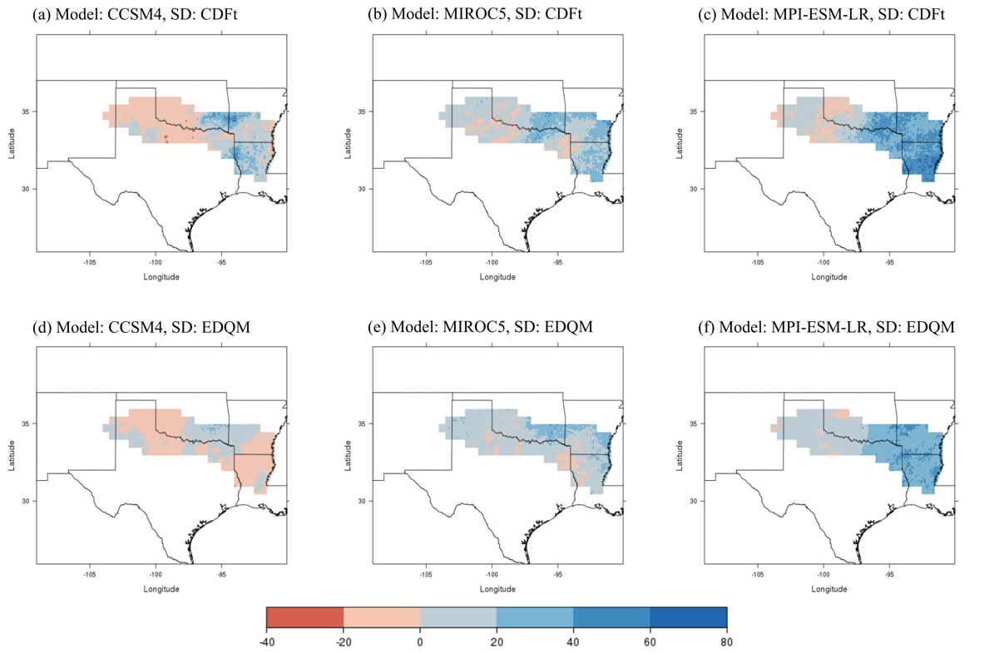 (a) Model: CCSM4, SD: CDFt
(b) Model: MIROC5, SD: CDFt
(c) Model: MPI-ESM-LR, SD: CDFt
Latitude
35
30
-105
-100
-95
Longitude
Latitude
35
30
-105
-100
-95
Longitude
Latitude
35
30
-105
-100
-95
Longitude
(d) Model: CCSM4, SD: EDQM
(e) Model: MIROC5, SD: EDQM
(f) Model: MPI-ESM-LR, SD: EDQM
Latitude
35
30
-105
-100
-95
Longitude
Latitude
35
30
-105
-100
-95
Longitude
Latitude
35
30
-105
-100
-95
Longitude
-40
-20
0
20
40
60
80